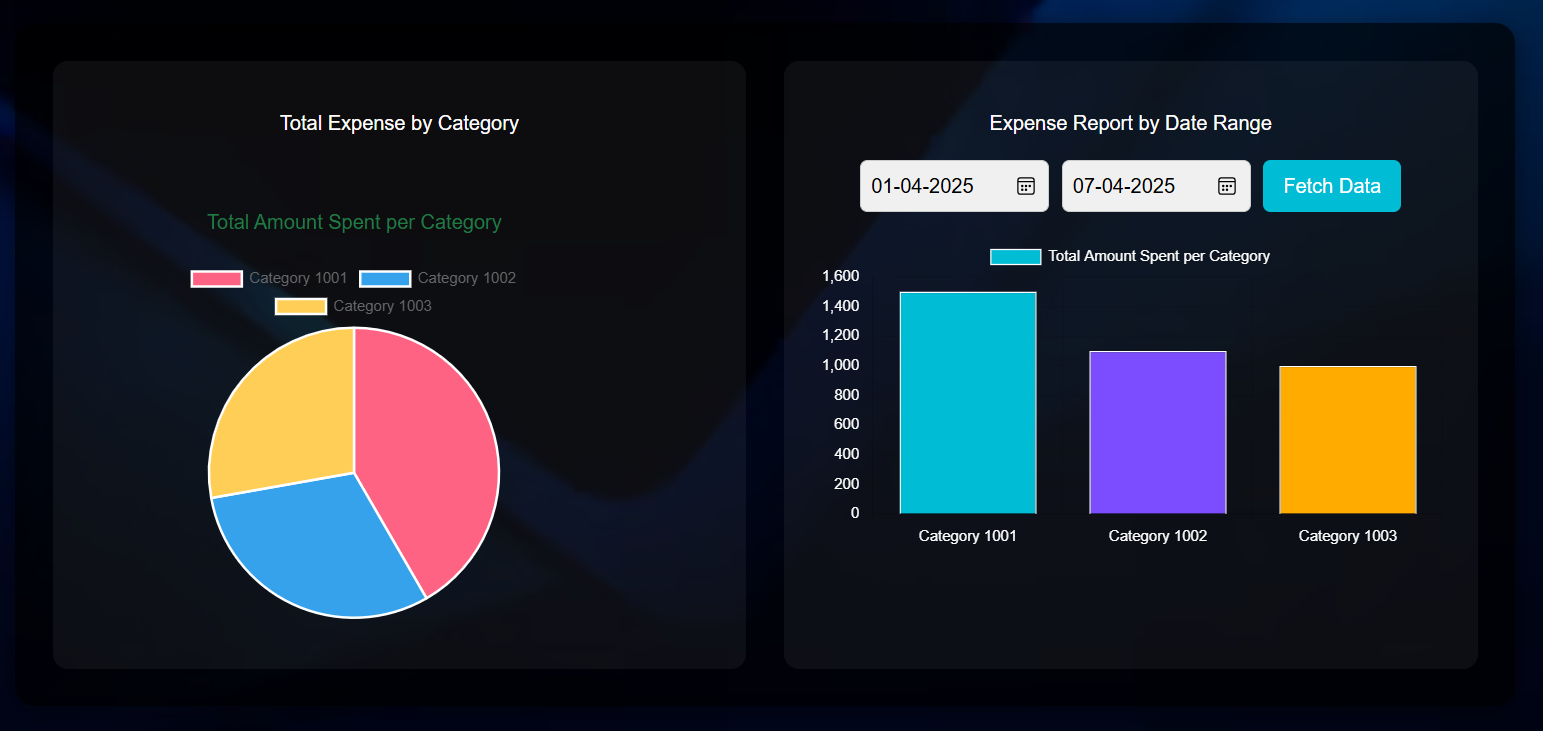 Total Expense by Category
Total Amount Spent per Category
Category 1001 Category 1002
Category 1003
Expense Report by Date Range
01-04-2025 07-04-2025 Fetch Data
Total Amount Spent per Category
1,600
1,400
1,200
1,000
800
600
400
200
0
Category 1001 Category 1002 Category 1003